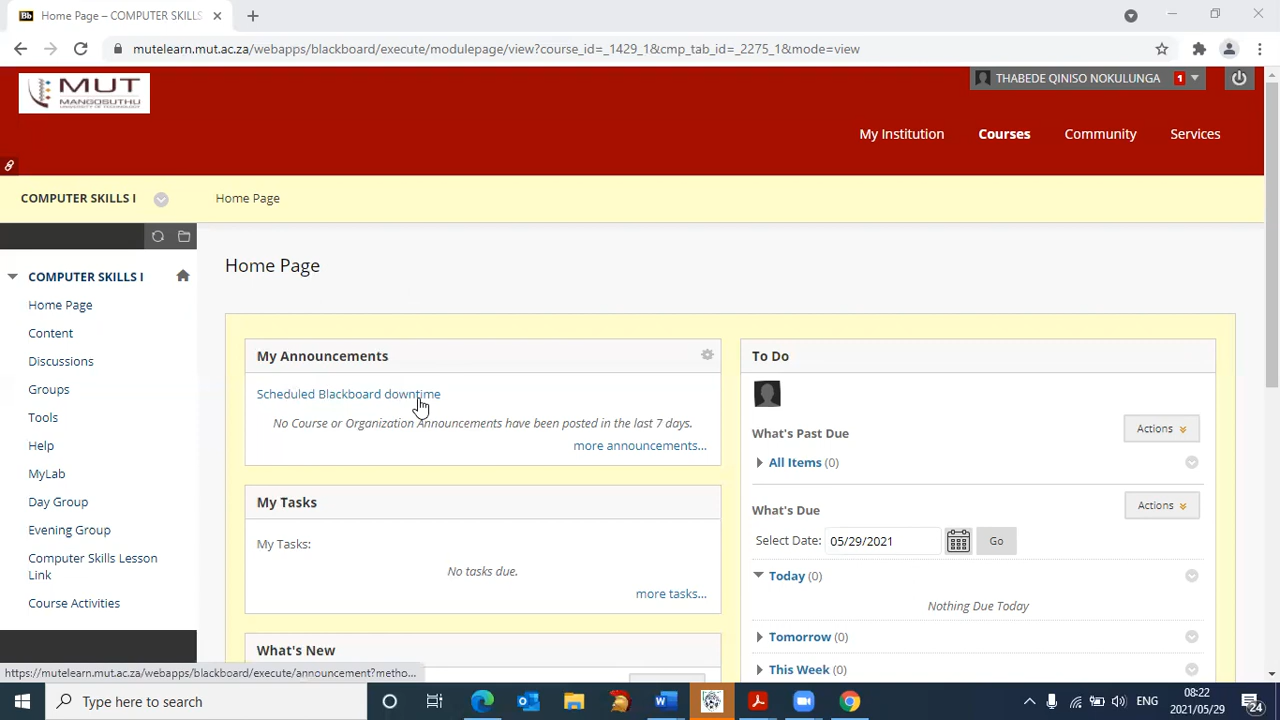 Bb
Home Page – COMPUTER SKILLS
mutelearn.mut.ac.za/webapps/blackboard/execute/modulepage/view?course_id=_1429_1&cmp_tab_id=_2275_1&mode=view
MUT
MANGOSUTHU
UNIVERSITY OF TECHNOLOGY
THABEDE QINISO NOKULUNGA 1
My Institution
Courses
Community
Services
COMPUTER SKILLS I
Home Page
COMPUTER SKILLS I
Home Page
Content
Discussions
Groups
Tools
Help
MyLab
Day Group
Evening Group
Computer Skills Lesson
Link
Course Activities
Home Page
My Announcements
Scheduled Blackboard downtime
No Course or Organization Announcements have been posted in the last 7 days.
more announcements...
My Tasks
My Tasks:
No tasks due.
more tasks...
What's New
To Do
What's Past Due
Actions
All Items (0)
What's Due
Actions
Select Date: 05/29/2021 Go
Today (0)
Nothing Due Today
Tomorrow (0)
This Week (0)
https://mutelearn.mut.ac.za/webapps/blackboard/execute/announcement?metho...
Type here to search
ENG
08:22
2021/05/29
24